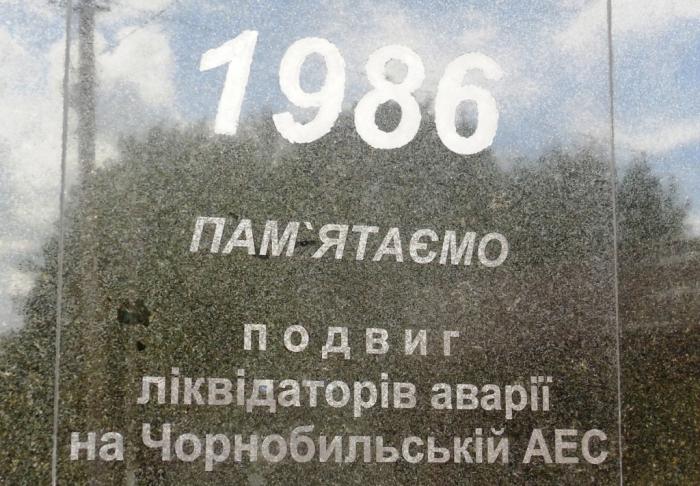 1986
ПАМ`ЯТАЄМО
подвиг
ліквідаторів аварії
на Чорнобильській АЕС